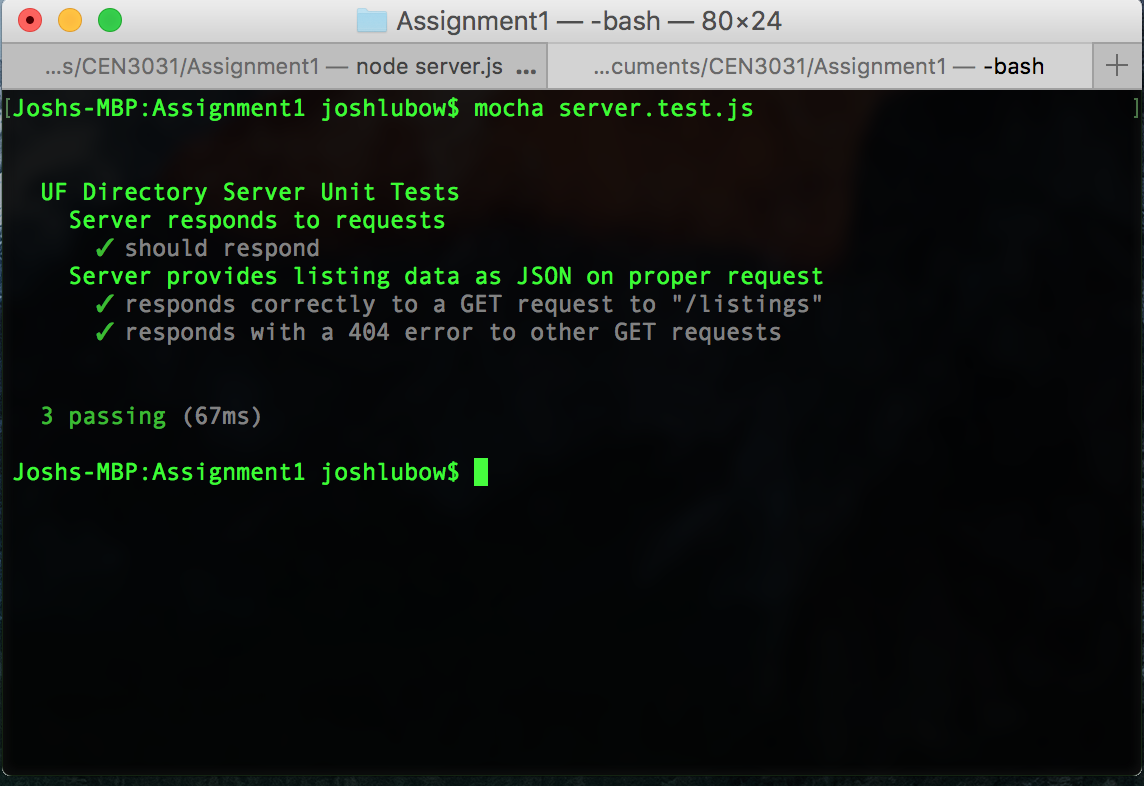 Assignment1 — -bash — 80×24
...s/CEN3031/Assignment1 — node server.js ...
...cuments/CEN3031/Assignment1 — -bash
[Joshs-MBP:Assignment1 joshlubow$ mocha server.test.js ]
UF Directory Server Unit Tests
Server responds to requests
✓ should respond
Server provides listing data as JSON on proper request
✓ responds correctly to a GET request to "/listings"
✓ responds with a 404 error to other GET requests
3 passing (67ms)
Joshs-MBP:Assignment1 joshlubow$